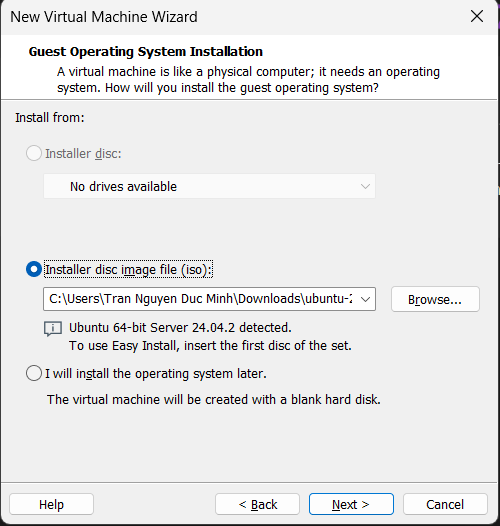 New Virtual Machine Wizard
Guest Operating System Installation
A virtual machine is like a physical computer; it needs an operating
system. How will you install the guest operating system?
Install from:
Installer disc:
No drives available
Installer disc image file (iso):
C:\Users\Tran Nguyen Duc Minh\Downloads\ubuntu-2
Browse...
Ubuntu 64-bit Server 24.04.2 detected.
To use Easy Install, insert the first disc of the set.
I will install the operating system later.
The virtual machine will be created with a blank hard disk.
Help
< Back
Next >
Cancel